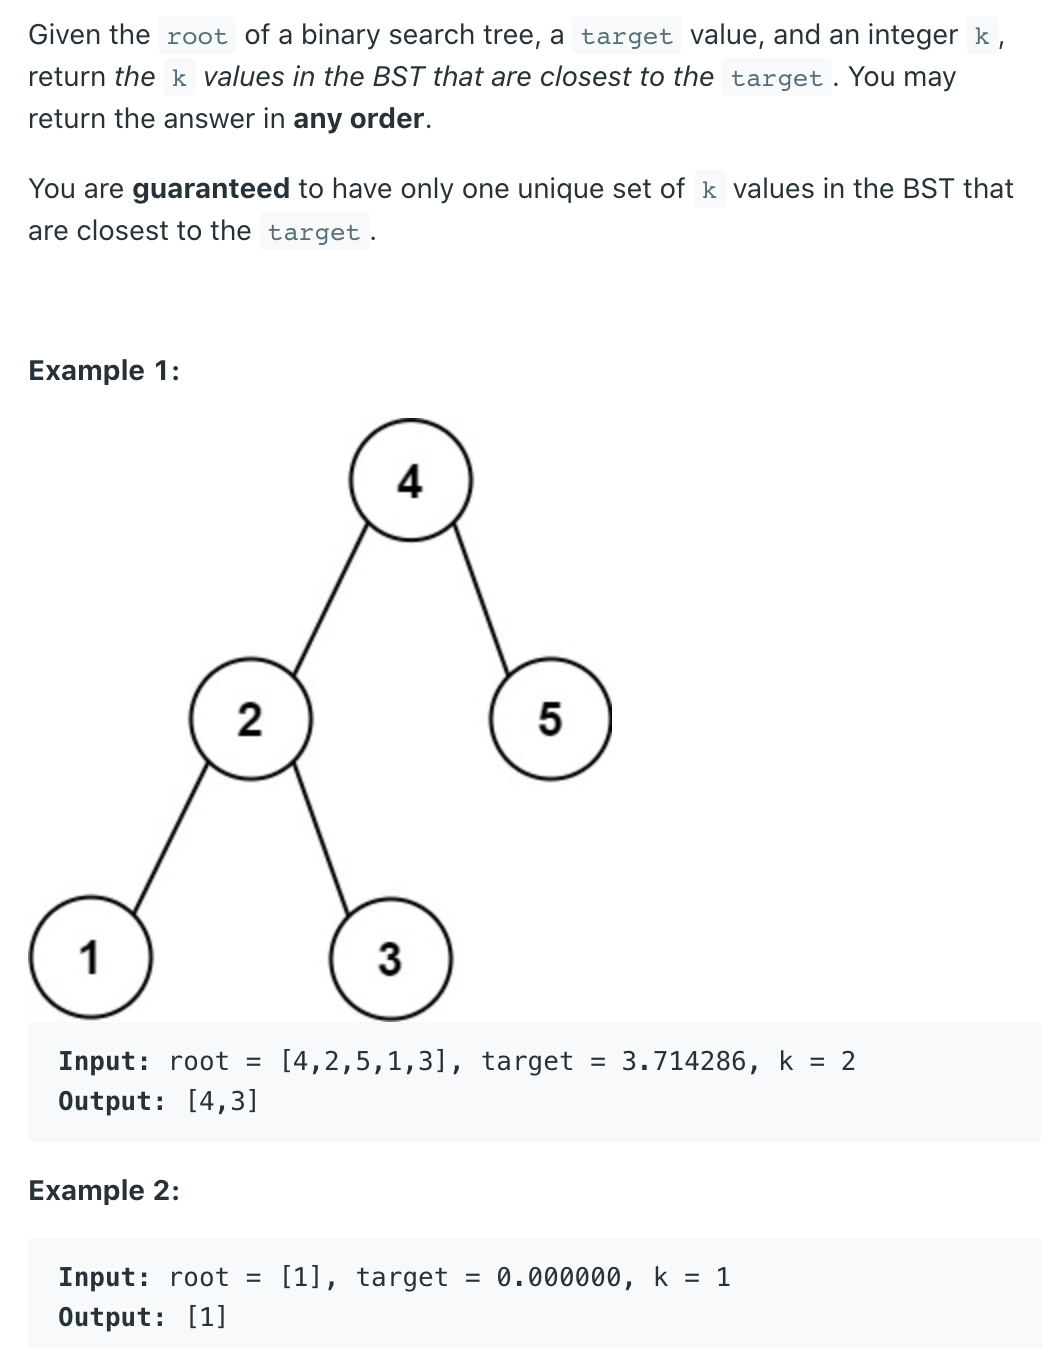 Given the root of a binary search tree, a target value, and an integer k ,
return the k values in the BST that are closest to the target . You may
return the answer in any order.
You are guaranteed to have only one unique set of k values in the BST that
are closest to the target .
Example 1:
4
2 5
1 3
Input: root = [4,2,5,1,3], target = 3.714286, k = 2
Output: [4,3]
Example 2:
Input: root = [1], target = 0.000000, k = 1
Output: [1]